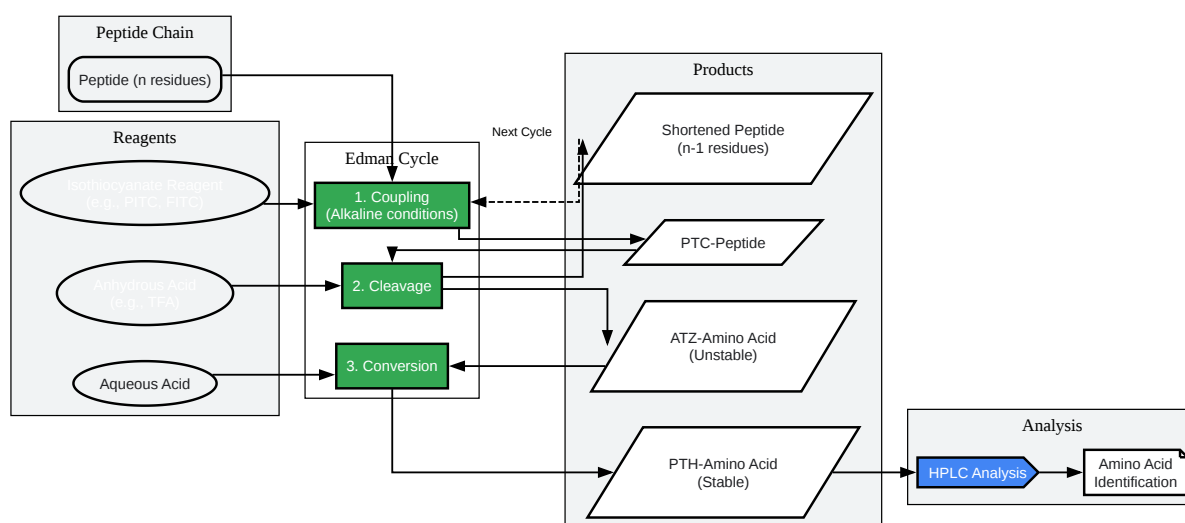 Peptide Chain
Peptide (n residues)
Reagents
Isothiocyanate Reagent
(e.g., PITC, FITC)
Anhydrous Acid
(e.g., TFA)
Aqueous Acid
Edman Cycle
1. Coupling
(Alkaline conditions)
2. Cleavage
3. Conversion
Next Cycle
Products
Shortened Peptide
(n-1 residues)
PTC-Peptide
ATZ-Amino Acid
(Unstable)
PTH-Amino Acid
(Stable)
Analysis
HPLC Analysis
Amino Acid
Identification